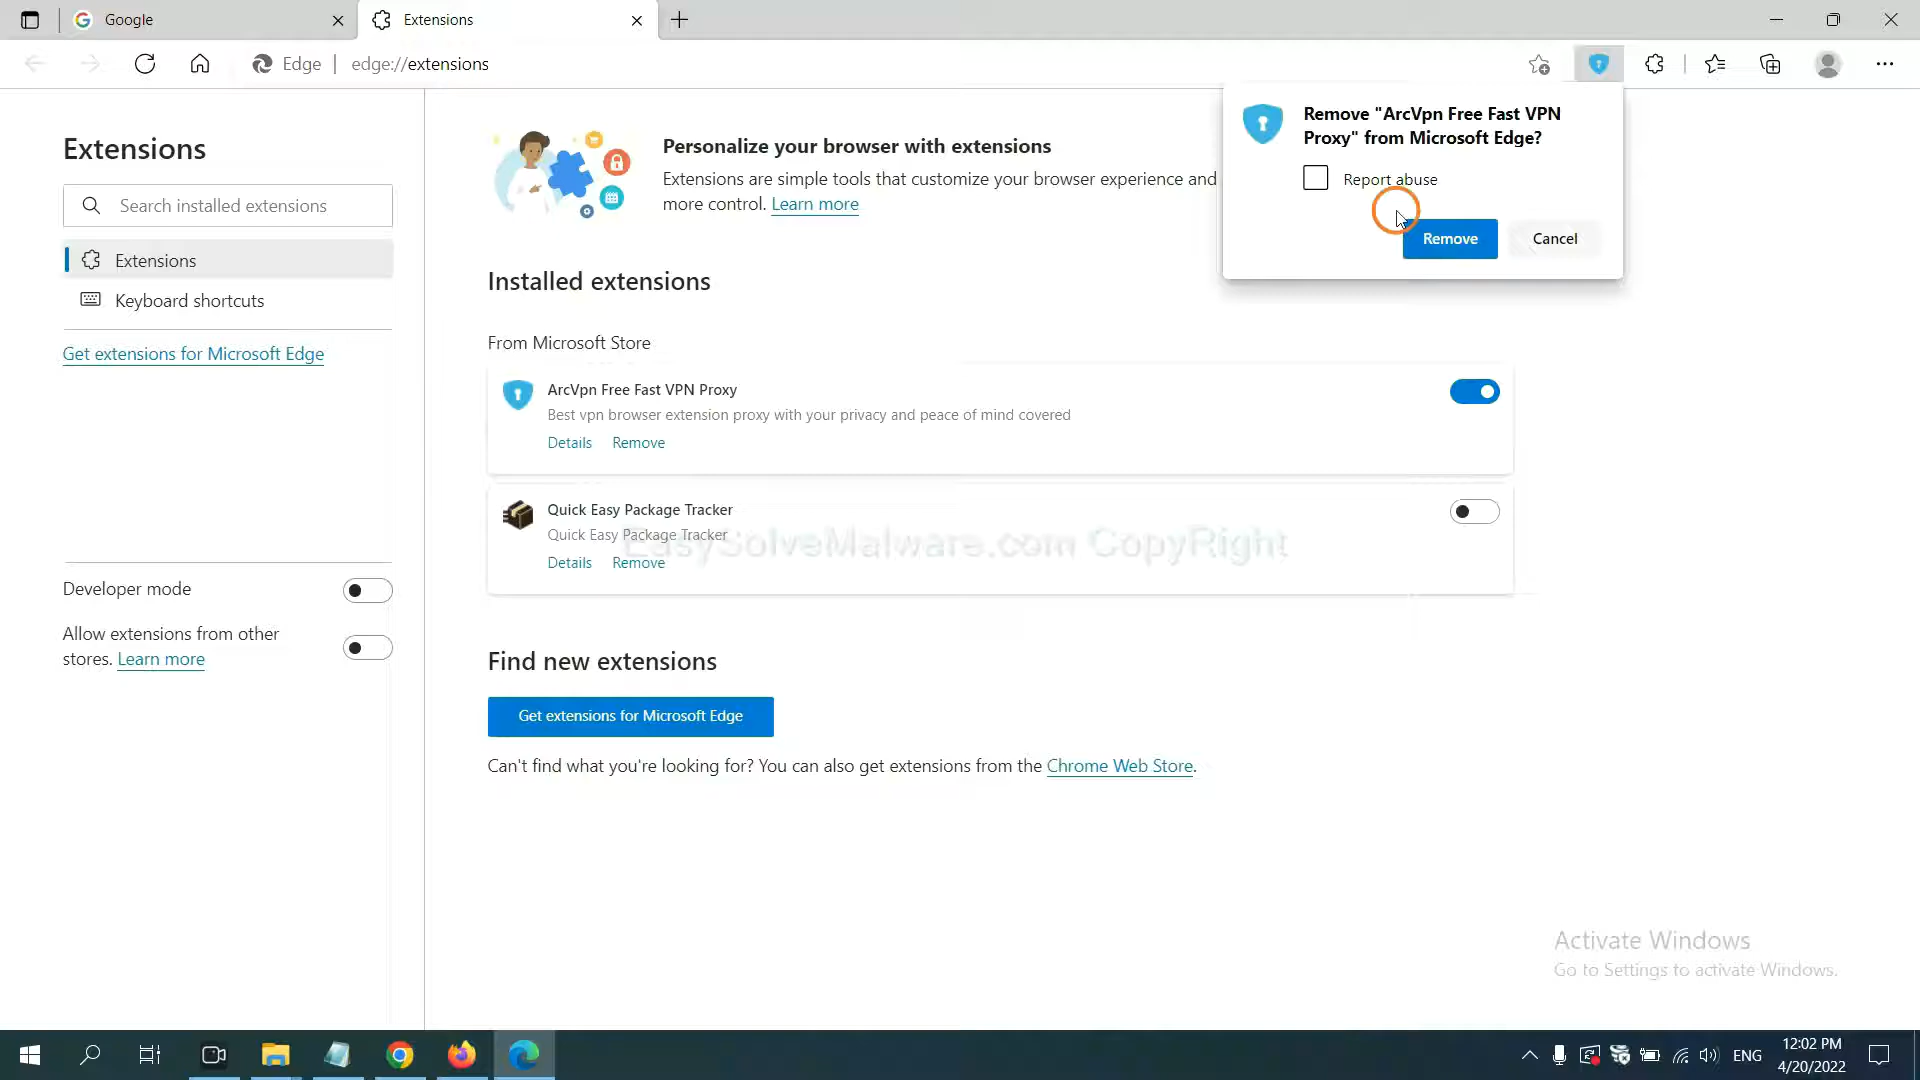 Google
Extensions
Edge
edge://extensions
Extensions
Search installed extensions
Extensions
Keyboard shortcuts
Get extensions for Microsoft Edge
Developer mode
Allow extensions from other
stores. Learn more
Personalize your browser with extensions
Extensions are simple tools that customize your browser experience and
more control. Learn more
Remove "ArcVpn Free Fast VPN
Proxy" from Microsoft Edge?
Report abuse
Remove
Cancel
Installed extensions
From Microsoft Store
ArcVpn Free Fast VPN Proxy
Best vpn browser extension proxy with your privacy and peace of mind covered
Details
Remove
Quick Easy Package Tracker
Quick Easy Package Tracker
Details
Remove
EasySolveMalware.com CopyRight
Find new extensions
Get extensions for Microsoft Edge
Can't find what you're looking for? You can also get extensions from the Chrome Web Store.
Activate Windows
Go to Settings to activate Windows.
ENG
12:02 PM
4/20/2022